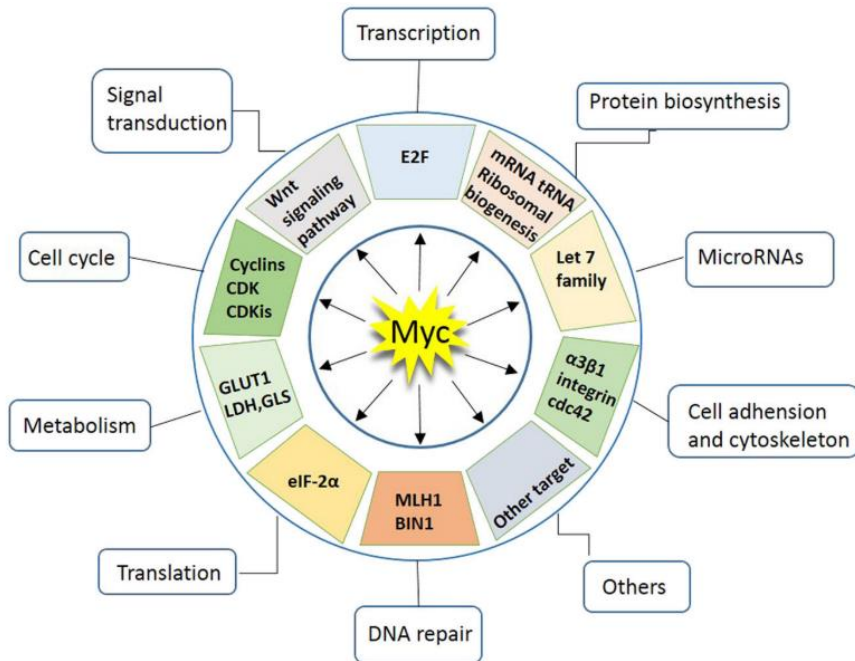 Transcription
Signal
transduction
Protein biosynthesis
E2F
mRNA tRNA
Ribosomal
biogenesis
Wnt
signaling
pathway
Cell cycle
Cyclins
CDK
CDKis
Let 7
family
MicroRNAs
Myc
Metabolism
GLUT1
LDH,GLS
α3β1
integrin
cdc42
Cell adhension
and cytoskeleton
eIF-2α
MLH1
BIN1
Other target
Translation
Others
DNA repair